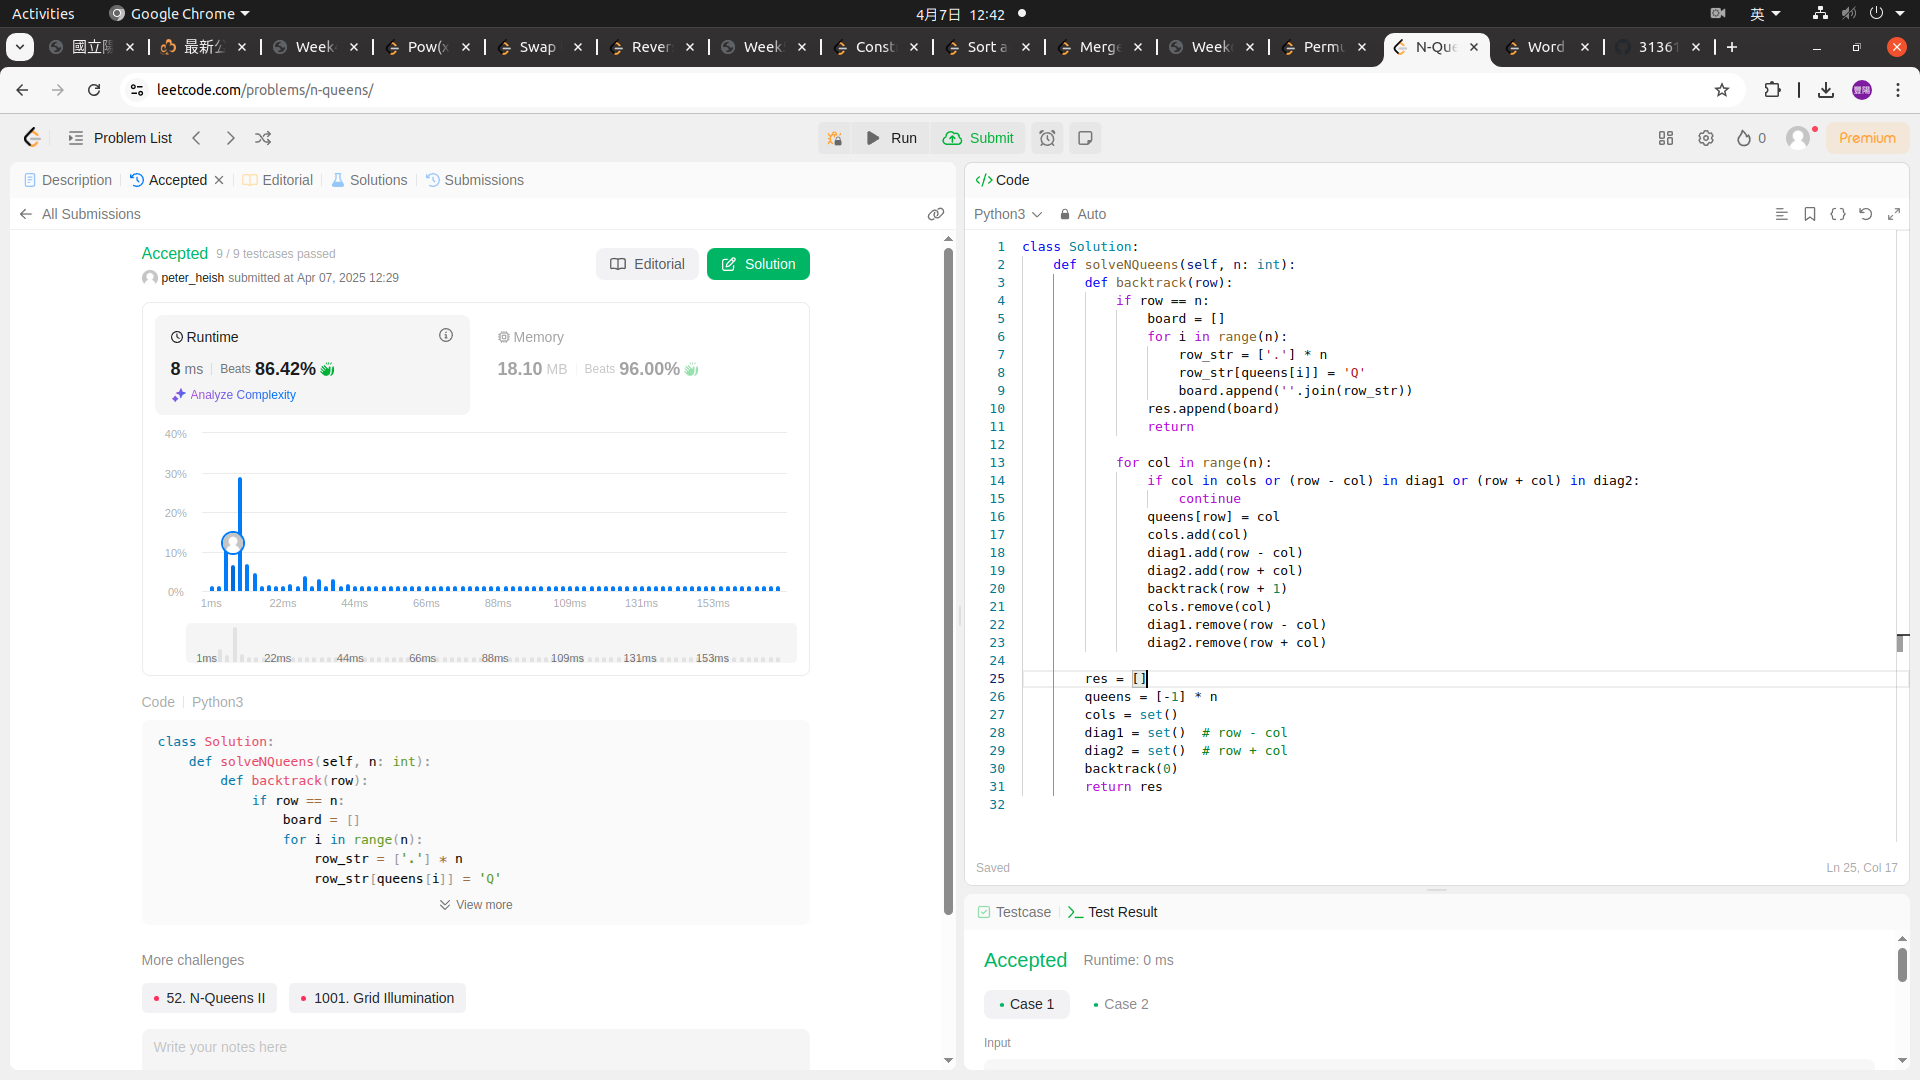 Activities
Google Chrome
4月7日 12:42
英
國立陽
最新公
Week
Pow(x
Swap
Rever
Week
Const
Sort a
Merge
Week
Permu
N-Que
Word
31361
leetcode.com/problems/n-queens/
豐陽
Problem List
Run
Submit
0
Premium
Description
Accepted
Editorial
Solutions
Submissions
All Submissions
Accepted 9 / 9 testcases passed
peter_heish submitted at Apr 07, 2025 12:29
Editorial
Solution
Runtime
8 ms Beats 86.42%
Analyze Complexity
Memory
18.10 MB Beats 96.00%
40%
30%
20%
10%
0%
1ms 22ms 44ms 66ms 88ms 109ms 131ms 153ms
1ms 22ms 44ms 66ms 88ms 109ms 131ms 153ms
Code Python3
class Solution:
    def solveNQueens(self, n: int):
        def backtrack(row):
            if row == n:
                board = []
                for i in range(n):
                    row_str = ['.'] * n
                    row_str[queens[i]] = 'Q'
View more
More challenges
52. N-Queens II
1001. Grid Illumination
Write your notes here
Code
Python3
Auto
1 class Solution:
2     def solveNQueens(self, n: int):
3         def backtrack(row):
4             if row == n:
5                 board = []
6                 for i in range(n):
7                     row_str = ['.'] * n
8                     row_str[queens[i]] = 'Q'
9                     board.append(''.join(row_str))
10                 res.append(board)
11                 return
12
13             for col in range(n):
14                 if col in cols or (row - col) in diag1 or (row + col) in diag2:
15                     continue
16                 queens[row] = col
17                 cols.add(col)
18                 diag1.add(row - col)
19                 diag2.add(row + col)
20                 backtrack(row + 1)
21                 cols.remove(col)
22                 diag1.remove(row - col)
23                 diag2.remove(row + col)
24
25         res = []
26         queens = [-1] * n
27         cols = set()
28         diag1 = set()  # row - col
29         diag2 = set()  # row + col
30         backtrack(0)
31         return res
32
Saved
Ln 25, Col 17
Testcase
Test Result
Accepted Runtime: 0 ms
Case 1
Case 2
Input